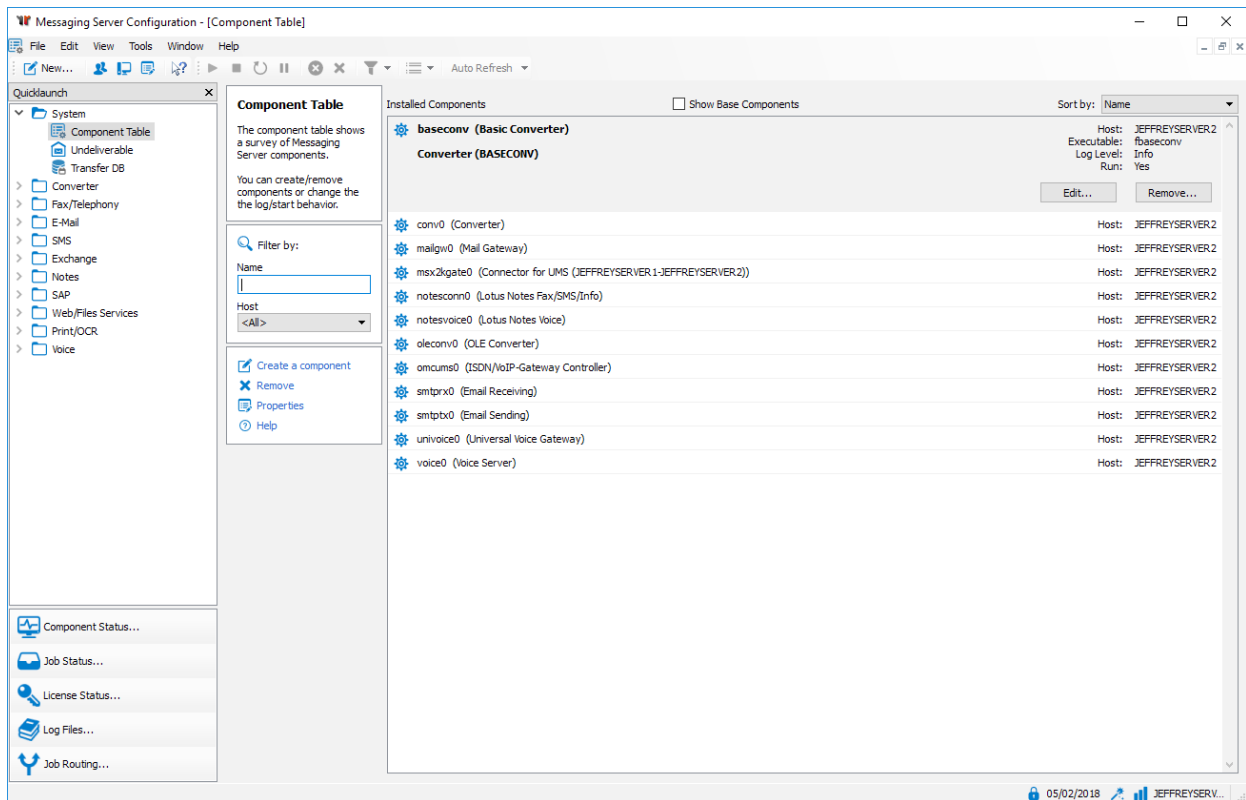 Messaging Server Configuration - [Component Table]
File Edit View Tools Window Help
New... Auto Refresh
Quicklaunch
System
Component Table
Undeliverable
Transfer DB
Converter
Fax/Telephony
E-Mail
SMS
Exchange
Notes
SAP
Web/Files Services
Print/OCR
Voice
Component Status...
Job Status...
License Status...
Log Files...
Job Routing...
Component Table
The component table shows
a survey of Messaging
Server components.
You can create/remove
components or change the
the log/start behavior.
Filter by:
Name
Host
<All>
Create a component
Remove
Properties
Help
Installed Components Show Base Components Sort by: Name
baseconv (Basic Converter) Host: JEFFREYSERVER2
Executable: fbaseconv
Converter (BASECONV) Log Level: Info
Run: Yes
Edit... Remove...
conv0 (Converter) Host: JEFFREYSERVER2
mailgw0 (Mail Gateway) Host: JEFFREYSERVER2
msx2kgate0 (Connector for UMS (JEFFREYSERVER1-JEFFREYSERVER2)) Host: JEFFREYSERVER2
notesconn0 (Lotus Notes Fax/SMS/Info) Host: JEFFREYSERVER2
notesvoice0 (Lotus Notes Voice) Host: JEFFREYSERVER2
oleconv0 (OLE Converter) Host: JEFFREYSERVER2
omcums0 (ISDN/VoIP-Gateway Controller) Host: JEFFREYSERVER2
smtprx0 (Email Receiving) Host: JEFFREYSERVER2
smtptx0 (Email Sending) Host: JEFFREYSERVER2
univoice0 (Universal Voice Gateway) Host: JEFFREYSERVER2
voice0 (Voice Server) Host: JEFFREYSERVER2
05/02/2018 JEFFREYSERV...